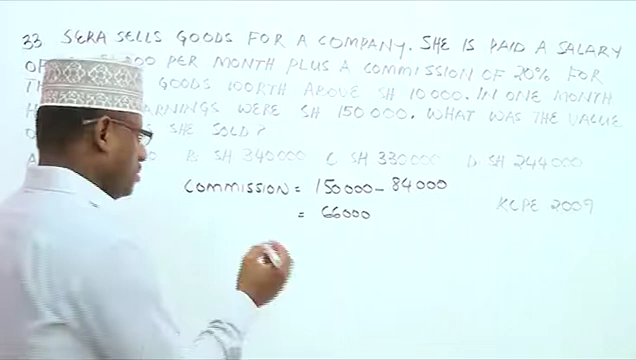 33 SERA SELLS GOODS FOR A COMPANY. SHE IS PAID A SALARY
PER MONTH PLUS A COMMISSION OF 20% FOR
GOODS WORTH ABOVE SH 10000. IN ONE MONTH
EARNINGS WERE SH 150000. WHAT WAS THE VALUE
SHE SOLD?
B SH 340000 C SH 330000 D SH 244000
COMMISSION = 150000 - 84000
= 66000
KCPE 2009